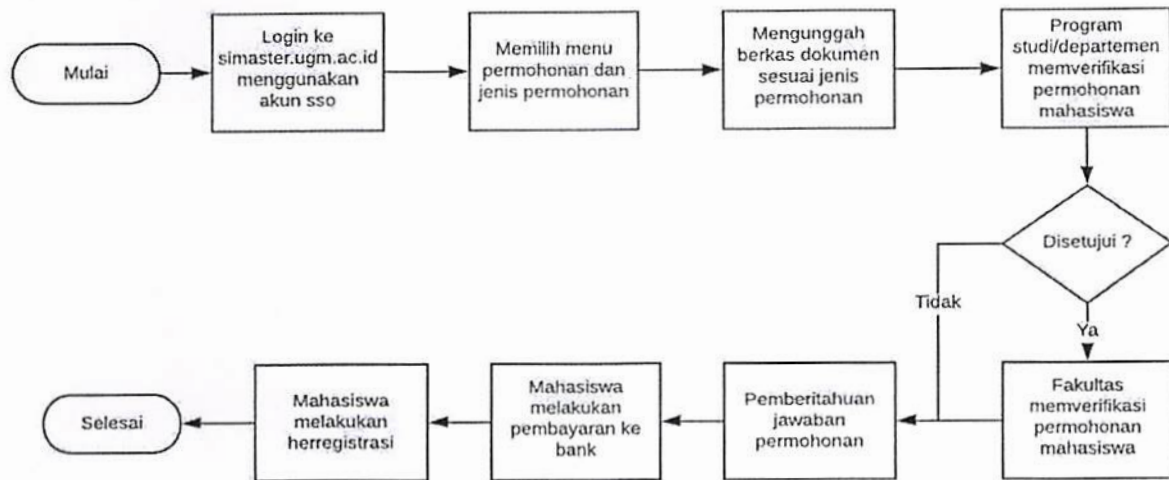 Mulai
Login ke
simaster.ugm.ac.id
menggunakan
akun sso
Memilih menu
permohonan dan
jenis permohonan
Mengunggah
berkas dokumen
sesuai jenis
permohonan
Program
studi/departemen
memverifikasi
permohonan
mahasiswa
Disetujui ?
Tidak
Ya
Fakultas
memverifikasi
permohonan
mahasiswa
Pemberitahuan
jawaban
permohonan
Mahasiswa
melakukan
pembayaran ke
bank
Mahasiswa
melakukan
herregistrasi
Selesai